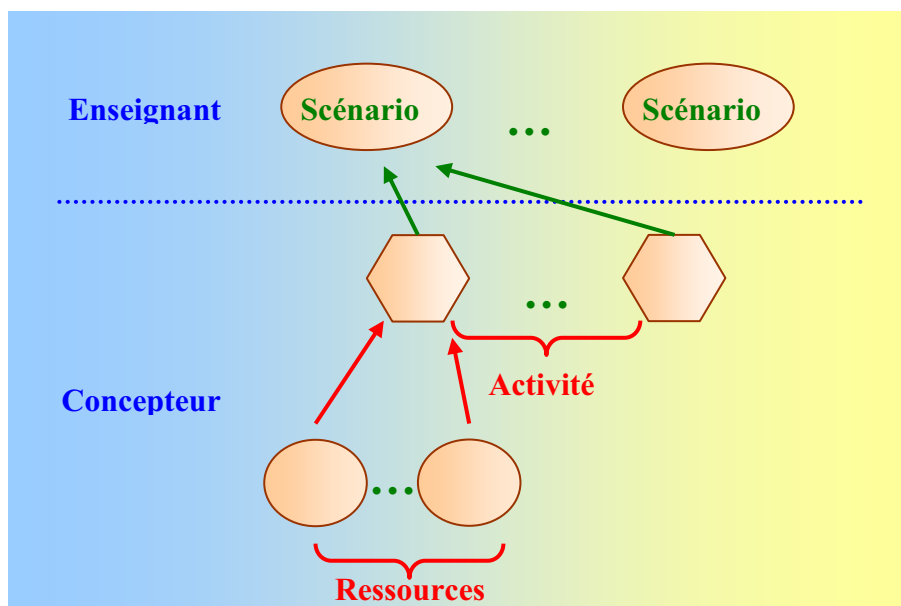 Enseignant Scénario ... Scénario
...
Activité
Concepteur
...
Ressources